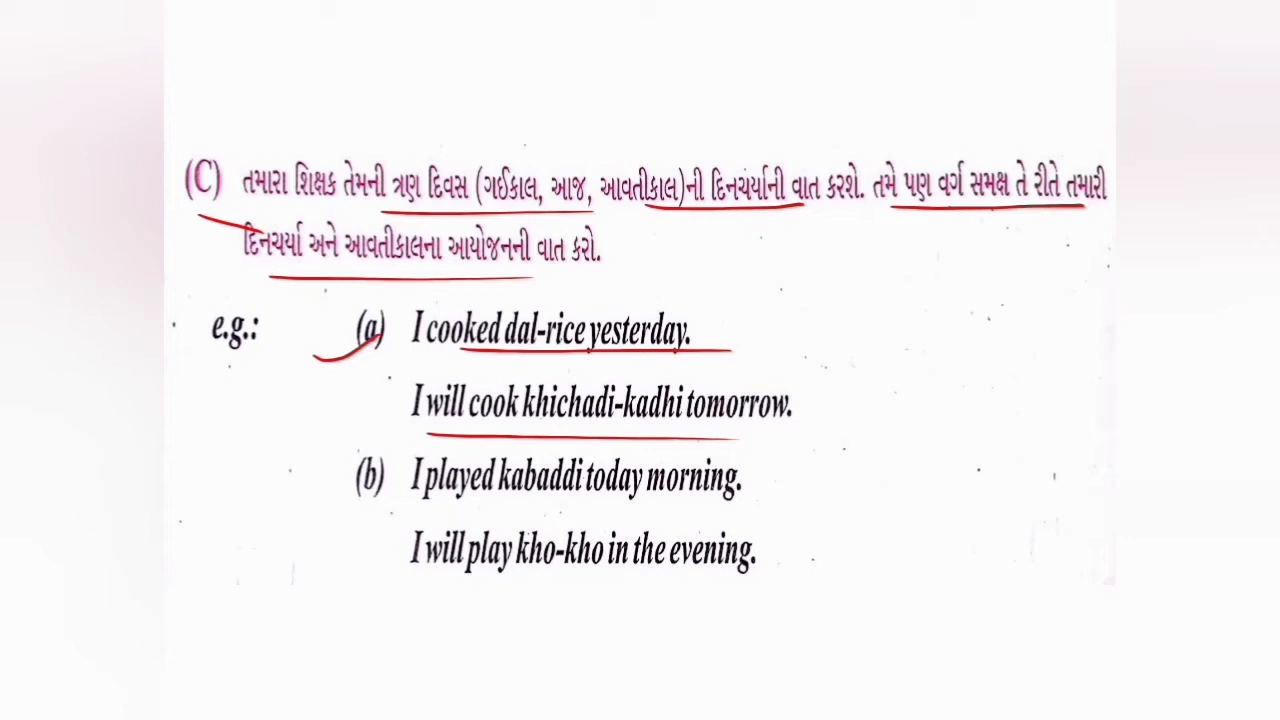 (C) તમારા શિક્ષક તેમની ત્રણ દિવસ (ગઈકાલ, આજ, આવતીકાલ)ની દિનચર્યાની વાત કરશે. તમે પણ વર્ગ સમક્ષ તે રીતે તમારી
દિનચર્યા અને આવતીકાલના આયોજનની વાત કરો.
e.g.: (a) I cooked dal-rice yesterday.
I will cook khichadi-kadhi tomorrow.
(b) I played kabaddi today morning.
I will play kho-kho in the evening.